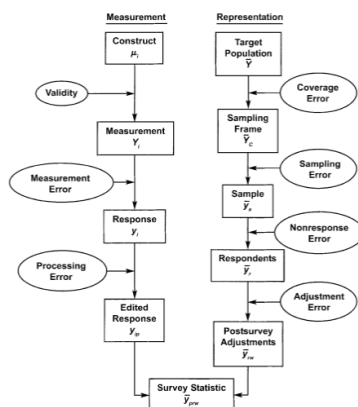 Measurement
Construct
μi
Validity
Measurement
Yi
Measurement
Error
Response
yi
Processing
Error
Edited
Response
yip
Representation
Target
Population
Ȳ
Coverage
Error
Sampling
Frame
ȲC
Sampling
Error
Sample
ȳs
Nonresponse
Error
Respondents
ȳr
Adjustment
Error
Postsurvey
Adjustments
ȳrw
Survey Statistic
ȳprw